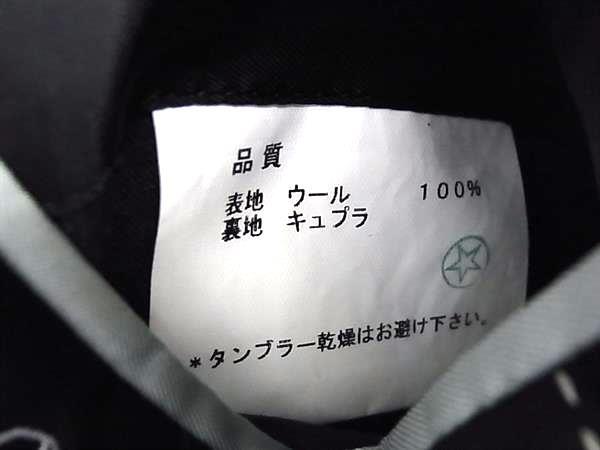 品質
表地 ウール 100%
裏地 キュプラ
*タンブラー乾燥はお避け下さい。